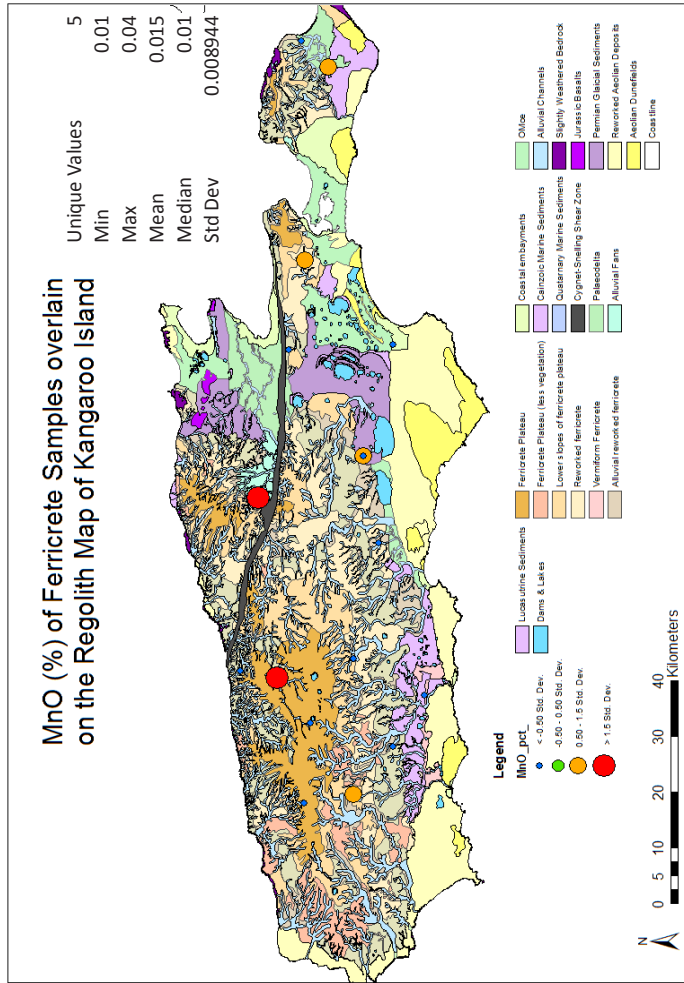 MnO (%) of Ferricrete Samples overlain
on the Regolith Map of Kangaroo Island
Unique Values 5
Min 0.01
Max 0.04
Mean 0.015
Median 0.01
Std Dev 0.008944
Legend
MnO_pct_
< -0.50 Std. Dev.
-0.50 - 0.50 Std. Dev.
0.50 - 1.5 Std. Dev.
> 1.5 Std. Dev.
Lucasutrine Sediments
Dams & Lakes
Ferricrete Plateau
Ferricrete Plateau (less vegetation)
Lower slopes of ferricrete plateau
Reworked ferricrete
Vermiform Ferricrete
Alluvial reworked ferricrete
Coastal embayments
Cainzoic Marine Sediments
Quatarnary Marine Sediments
Cygnet-Snelling Shear Zone
Palaeodelta
Alluvial Fans
OMce
Alluvial Channels
Slightly Weathered Bedrock
Jurassic Basalts
Permian Glaicial Sediments
Reworked Aeolian Deposits
Aeolian Dunefields
Coastline
N
0 5 10 20 30 40
Kilometers